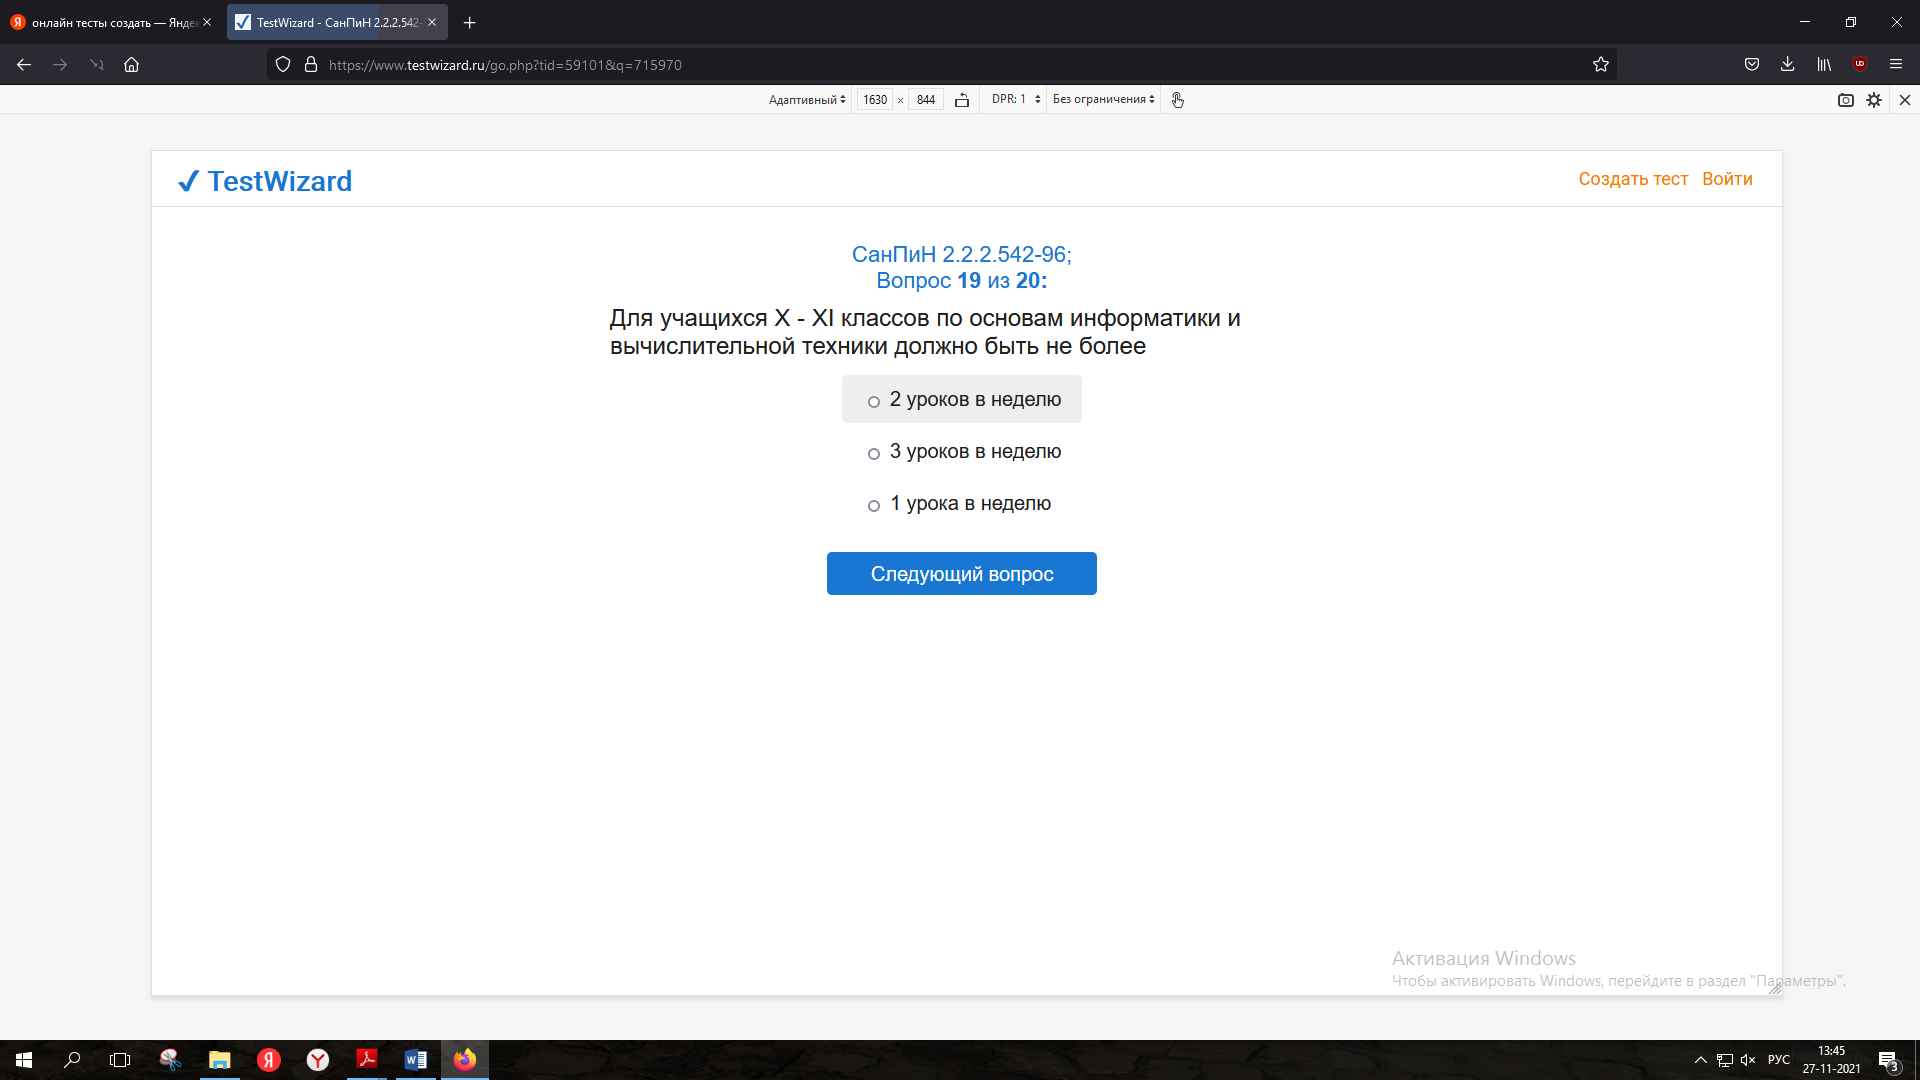 онлайн тесты создать — Яндек
TestWizard - СанПиН 2.2.2.542-
https://www.testwizard.ru/go.php?tid=59101&q=715970
Адаптивный 1630 × 844 DPR: 1 Без ограничения
TestWizard
Создать тест Войти
СанПиН 2.2.2.542-96;
Вопрос 19 из 20:
Для учащихся X - XI классов по основам информатики и
вычислительной техники должно быть не более
2 уроков в неделю
3 уроков в неделю
1 урока в неделю
Следующий вопрос
Активация Windows
Чтобы активировать Windows, перейдите в раздел "Параметры".
РУС
13:45
27-11-2021
3